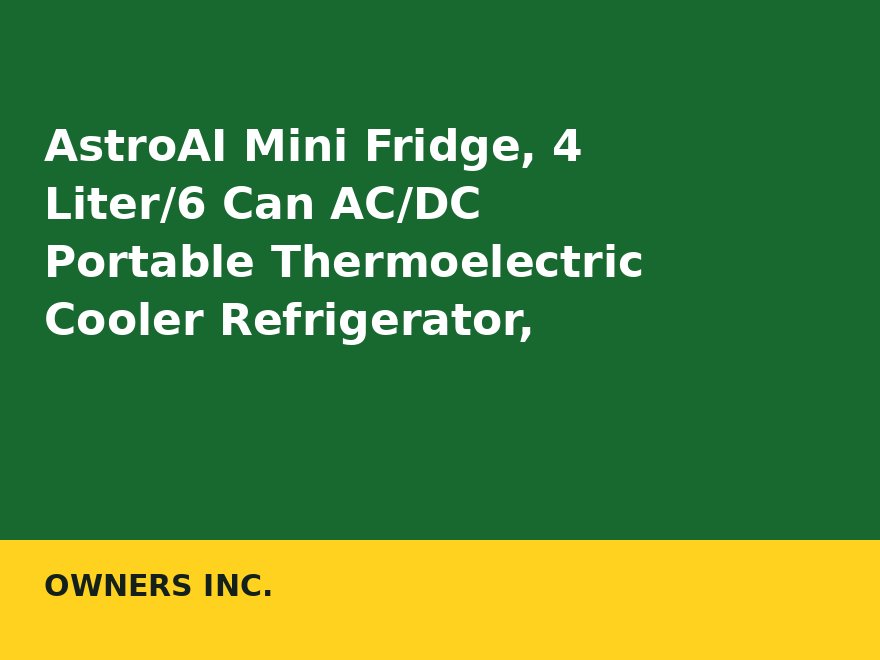 AstroAI Mini Fridge, 4
Liter/6 Can AC/DC
Portable Thermoelectric
Cooler Refrigerator,
OWNERS INC.